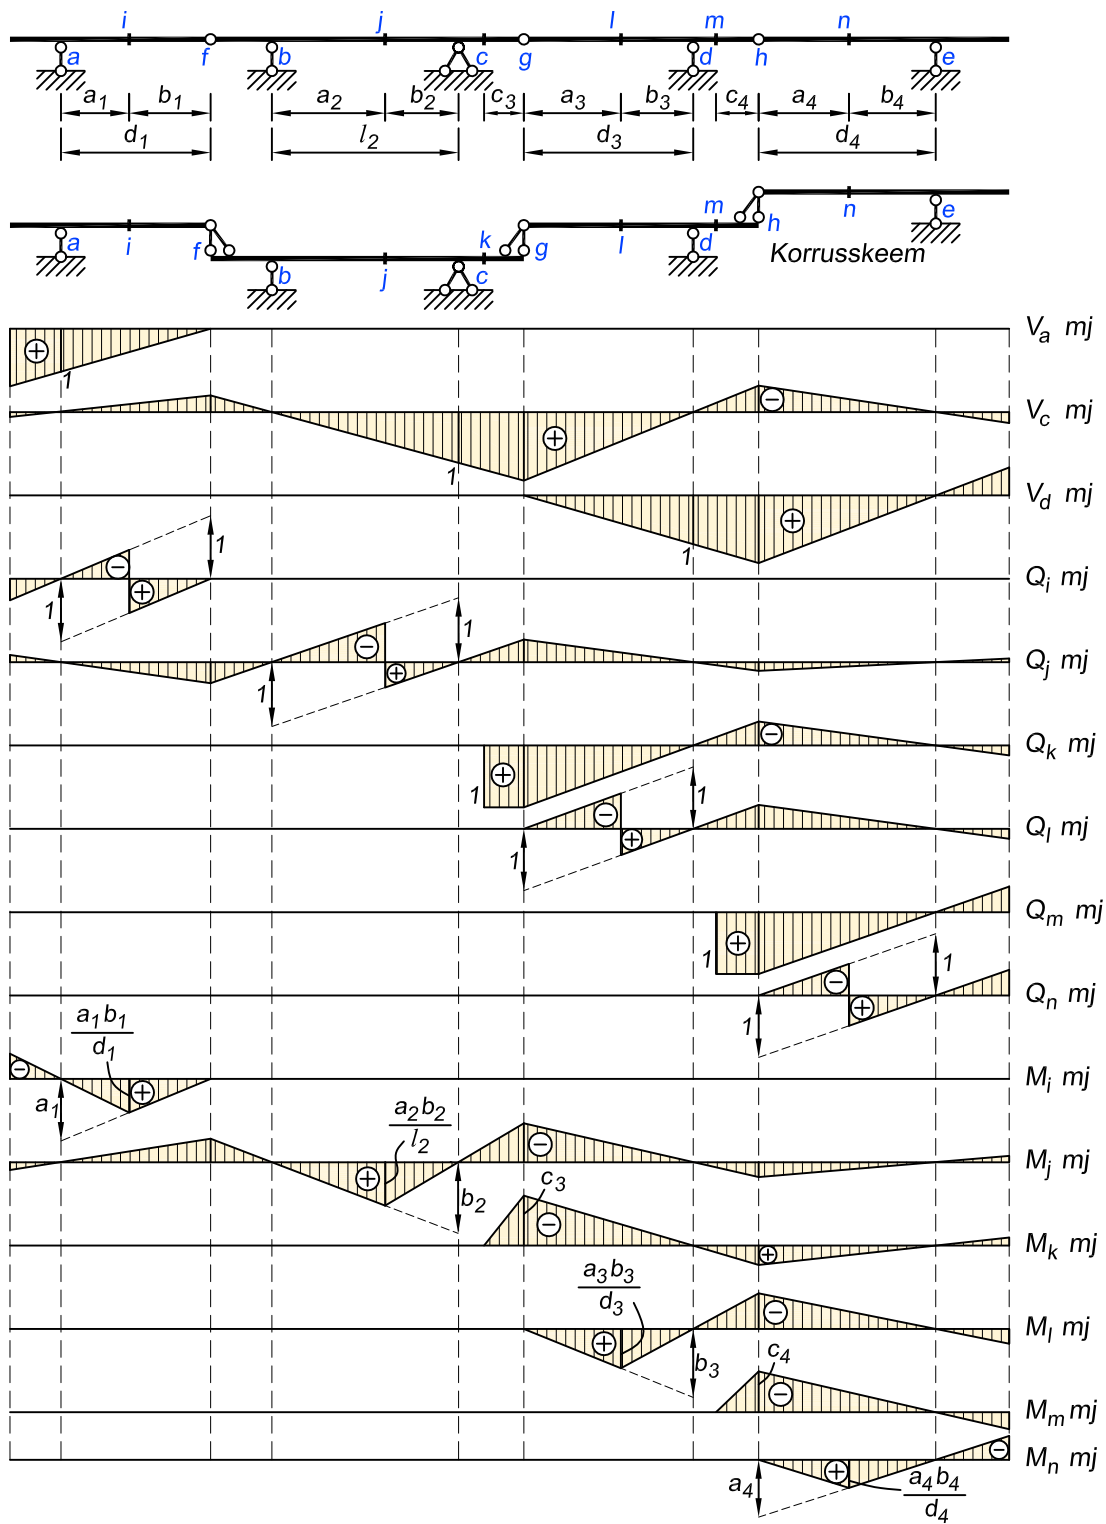 i j l m n
a f b c g d h e
a1 b1 a2 b2 c3 a3 b3 c4 a4 b4
d1 l2 d3 d4
a i f b j c k g l d m h n e
Korrusskeem
Va mj
1
Vc mj
1
Vd mj
1
Qi mj
1 1
Qj mj
1 1
Qk mj
1
Ql mj
1 1
Qm mj
1
Qn mj
1 1
Mi mj
a1 a1b1/d1
Mj mj
a2b2/l2 b2
Mk mj
c3
Ml mj
a3b3/d3 b3
Mm mj
c4
Mn mj
a4 a4b4/d4